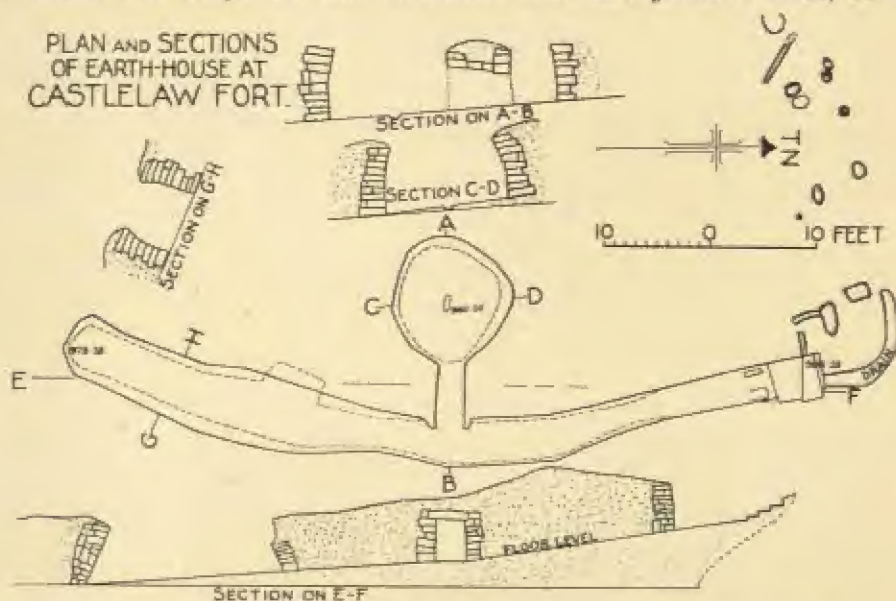 PLAN AND SECTIONS
OF EARTH-HOUSE AT
CASTLELAW FORT.
SECTION ON A-B
SECTION C-D
SECTION ON G-H
TN
10 0 10 FEET
A
C
D
H
E
G
B
F
DRAIN
FLOOR LEVEL
SECTION ON E-F